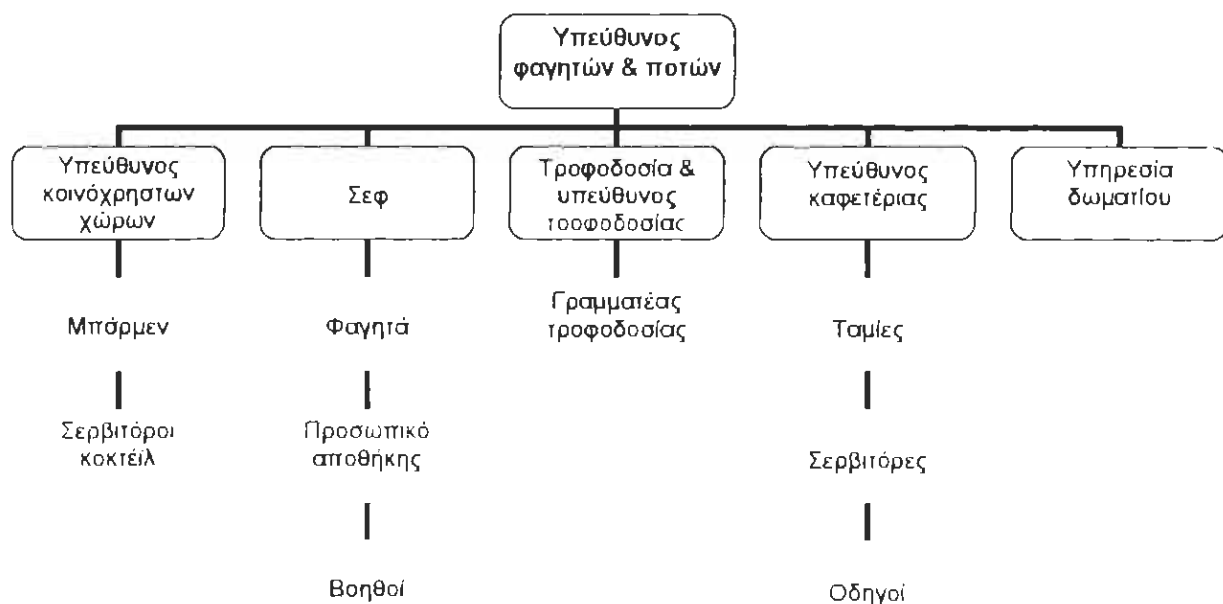 Υπεύθυνος
φαγητών & ποτών
Υπεύθυνος
κοινόχρηστων
χώρων
Σεφ
Τροφοδοσία &
υπεύθυνος
τροφοδοσίας
Υπεύθυνος
καφετέριας
Υπηρεσία
δωματίου
Μπάρμεν
Φαγητά
Γραμματέας
τροφοδοσίας
Ταμίες
Σερβιτόροι
κοκτέϊλ
Προσωπικό
αποθήκης
Σερβιτόρες
Βοηθοί
Οδηγοί